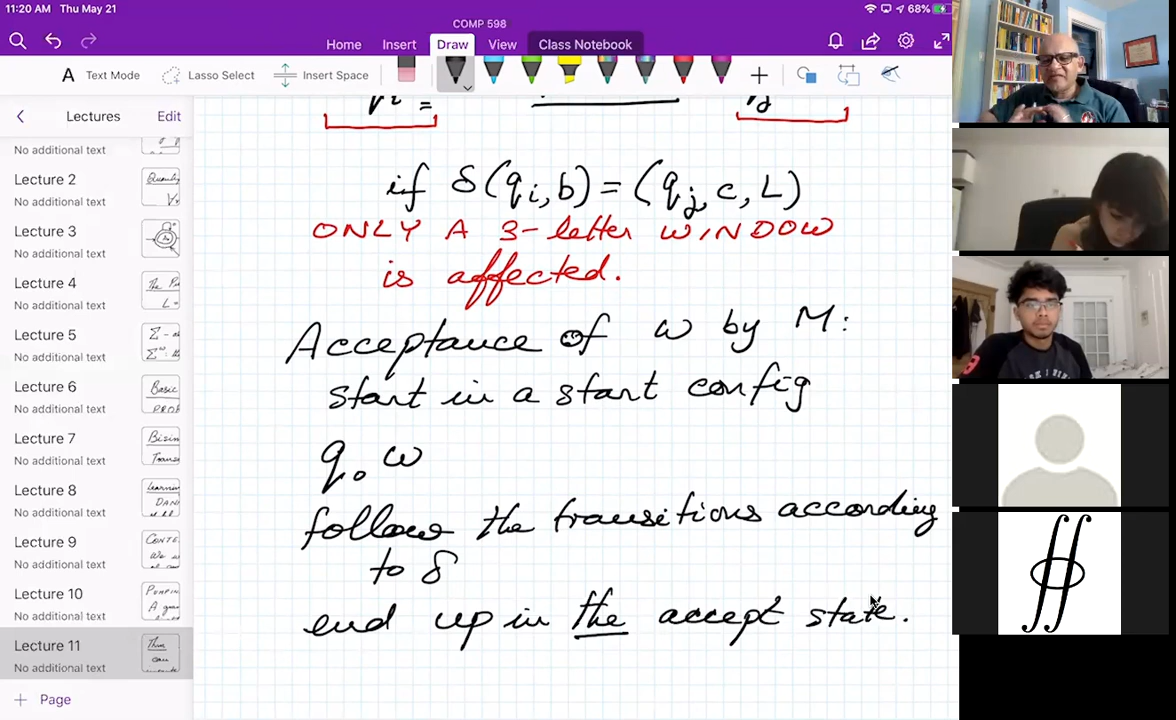 11:20 AM Thu May 21
68%
COMP 598
Home Insert Draw View Class Notebook
A Text Mode Lasso Select Insert Space
Lectures Edit
No additional text
Lecture 2
No additional text
Lecture 3
No additional text
Lecture 4
No additional text
Lecture 5
No additional text
Lecture 6
No additional text
Lecture 7
No additional text
Lecture 8
No additional text
Lecture 9
No additional text
Lecture 10
No additional text
Lecture 11
No additional text
+ Page
if δ(qi, b) = (qj, c, L)
ONLY A 3-letter WINDOW
is affected.
Acceptance of w by M:
start in a start config
q0 w
follow the transitions according
to δ
end up in the accept state.
∯